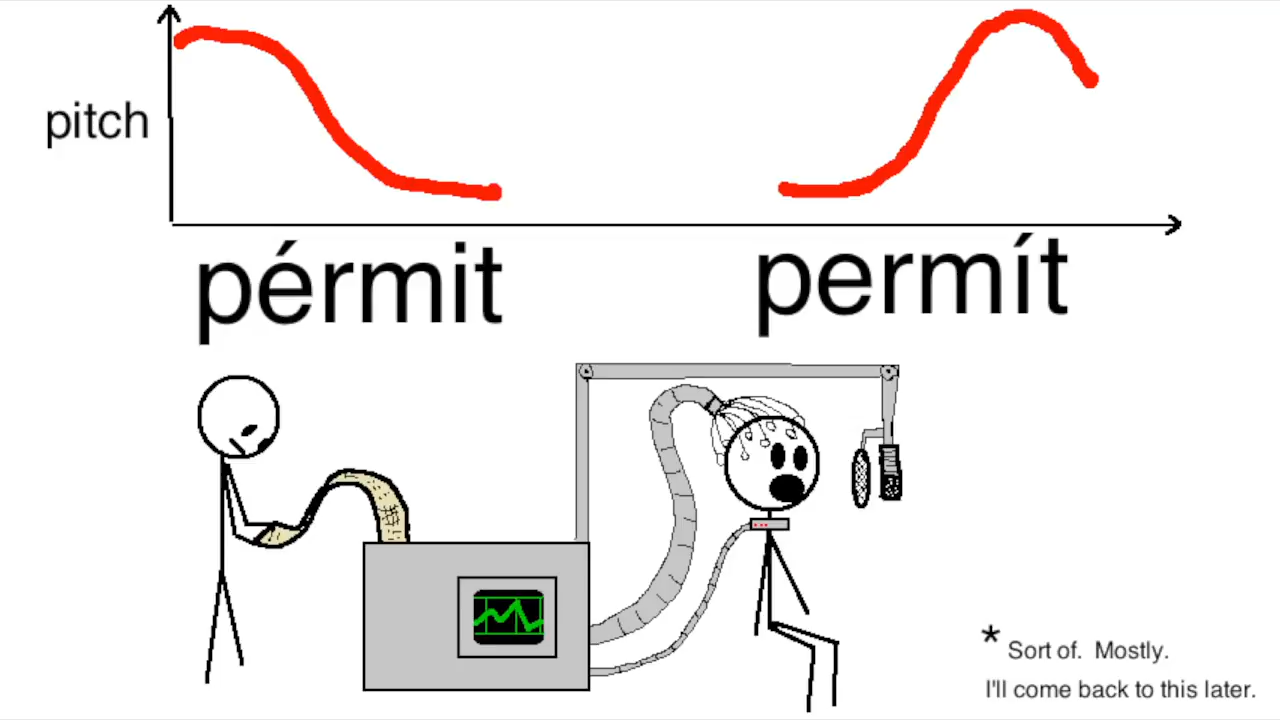 pitch
pérmit permít
* Sort of. Mostly.
I'll come back to this later.